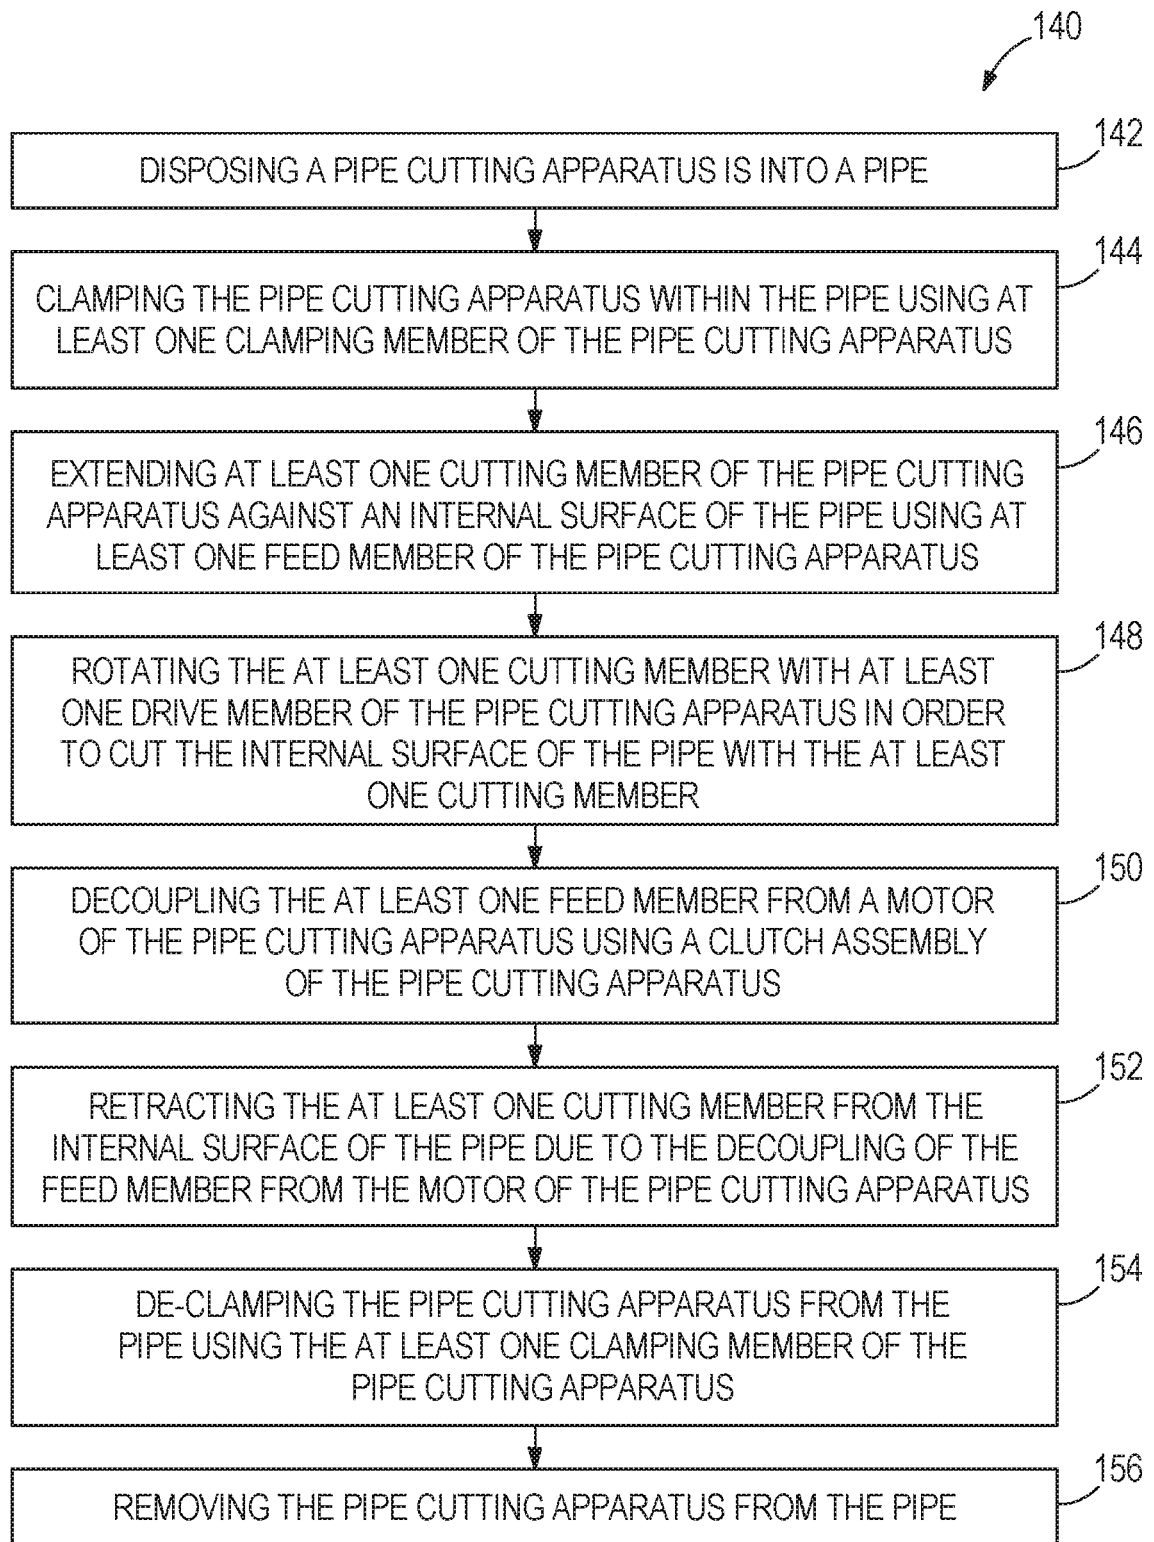 140
142
DISPOSING A PIPE CUTTING APPARATUS IS INTO A PIPE
144
CLAMPING THE PIPE CUTTING APPARATUS WITHIN THE PIPE USING AT
LEAST ONE CLAMPING MEMBER OF THE PIPE CUTTING APPARATUS
146
EXTENDING AT LEAST ONE CUTTING MEMBER OF THE PIPE CUTTING
APPARATUS AGAINST AN INTERNAL SURFACE OF THE PIPE USING AT
LEAST ONE FEED MEMBER OF THE PIPE CUTTING APPARATUS
148
ROTATING THE AT LEAST ONE CUTTING MEMBER WITH AT LEAST
ONE DRIVE MEMBER OF THE PIPE CUTTING APPARATUS IN ORDER
TO CUT THE INTERNAL SURFACE OF THE PIPE WITH THE AT LEAST
ONE CUTTING MEMBER
150
DECOUPLING THE AT LEAST ONE FEED MEMBER FROM A MOTOR
OF THE PIPE CUTTING APPARATUS USING A CLUTCH ASSEMBLY
OF THE PIPE CUTTING APPARATUS
152
RETRACTING THE AT LEAST ONE CUTTING MEMBER FROM THE
INTERNAL SURFACE OF THE PIPE DUE TO THE DECOUPLING OF THE
FEED MEMBER FROM THE MOTOR OF THE PIPE CUTTING APPARATUS
154
DE-CLAMPING THE PIPE CUTTING APPARATUS FROM THE
PIPE USING THE AT LEAST ONE CLAMPING MEMBER OF THE
PIPE CUTTING APPARATUS
156
REMOVING THE PIPE CUTTING APPARATUS FROM THE PIPE